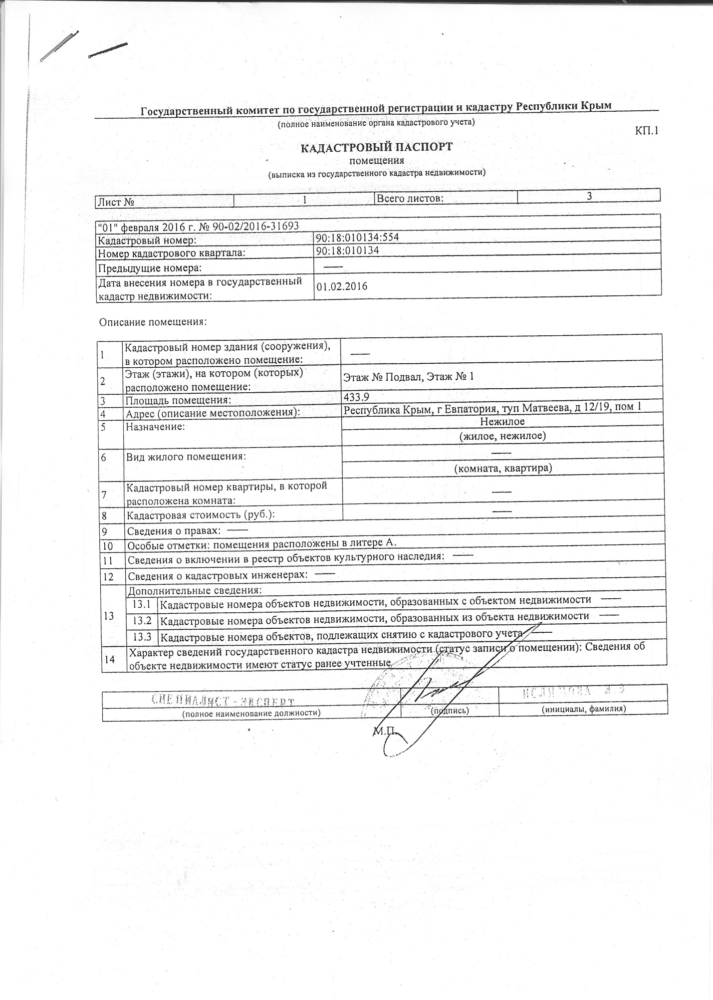 Государственный комитет по государственной регистрации и кадастру Республики Крым
(полное наименование органа кадастрового учета)
КП.1
КАДАСТРОВЫЙ ПАСПОРТ
помещения
(выписка из государственного кадастра недвижимости)
Лист № 1 Всего листов: 3
"01" февраля 2016 г. № 90-02/2016-31693
Кадастровый номер: 90:18:010134:554
Номер кадастрового квартала: 90:18:010134
Предыдущие номера: ——
Дата внесения номера в государственный
кадастр недвижимости: 01.02.2016
Описание помещения:
1 Кадастровый номер здания (сооружения),
в котором расположено помещение: ——
2 Этаж (этажи), на котором (которых)
расположено помещение: Этаж № Подвал, Этаж № 1
3 Площадь помещения: 433.9
4 Адрес (описание местоположения): Республика Крым, г Евпатория, туп Матвеева, д 12/19, пом 1
5 Назначение: Нежилое
(жилое, нежилое)
6 Вид жилого помещения: ——
(комната, квартира)
7 Кадастровый номер квартиры, в которой
расположена комната: ——
8 Кадастровая стоимость (руб.): ——
9 Сведения о правах: ——
10 Особые отметки: помещения расположены в литере А.
11 Сведения о включении в реестр объектов культурного наследия: ——
12 Сведения о кадастровых инженерах: ——
13 Дополнительные сведения:
13.1 Кадастровые номера объектов недвижимости, образованных с объектом недвижимости ——
13.2 Кадастровые номера объектов недвижимости, образованных из объекта недвижимости ——
13.3 Кадастровые номера объектов, подлежащих снятию с кадастрового учета ——
14 Характер сведений государственного кадастра недвижимости (статус записи о помещении): Сведения об
объекте недвижимости имеют статус ранее учтенные
СПЕЦИАЛИСТ-ЭКСПЕРТ ИСЛЯМОВА Л Э
(полное наименование должности) (подпись) (инициалы, фамилия)
М.П.